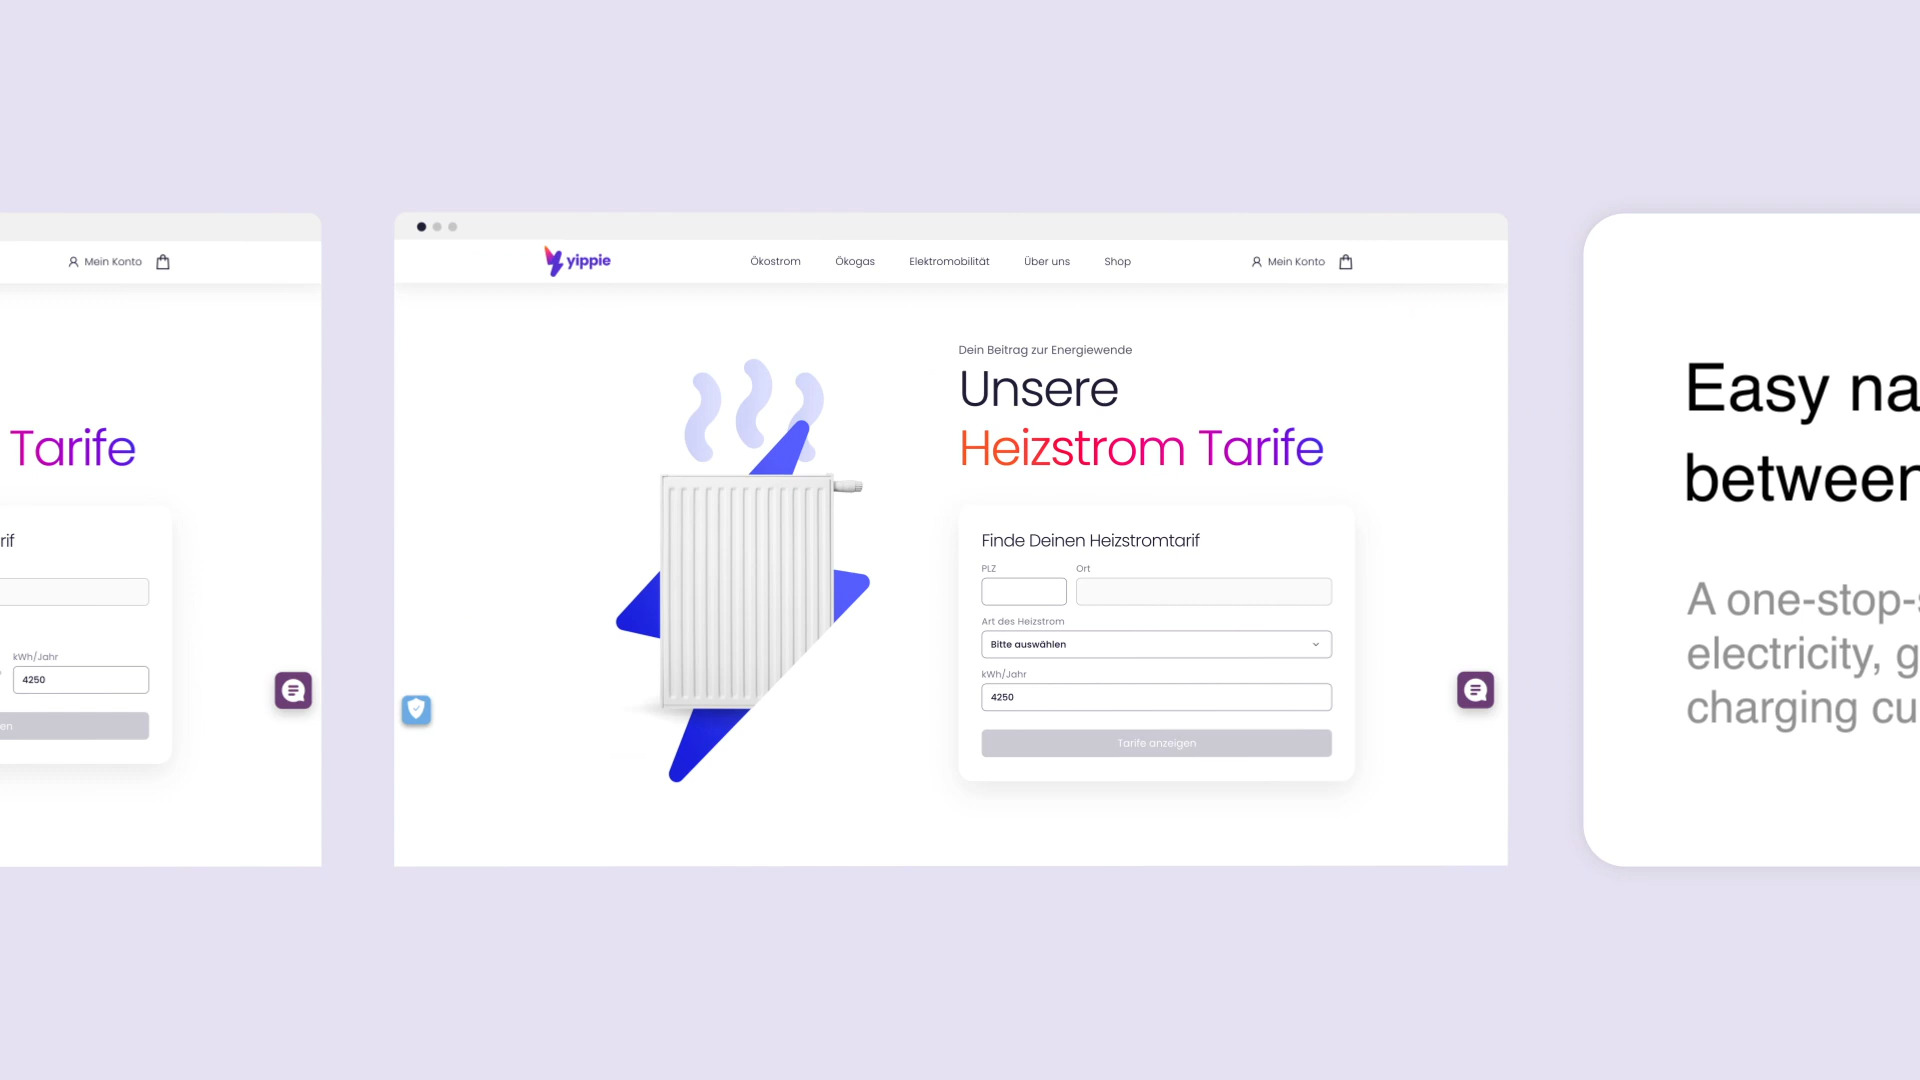 Mein Konto
Tarife
rif
kWh/Jahr
4250
en
yippie
Ökostrom
Ökogas
Elektromobilität
Über uns
Shop
Mein Konto
Dein Beitrag zur Energiewende
Unsere
Heizstrom Tarife
Finde Deinen Heizstromtarif
PLZ
Ort
Art des Heizstrom
Bitte auswählen
kWh/Jahr
4250
Tarife anzeigen
Easy na
between
A one-stop-s
electricity, g
charging cu